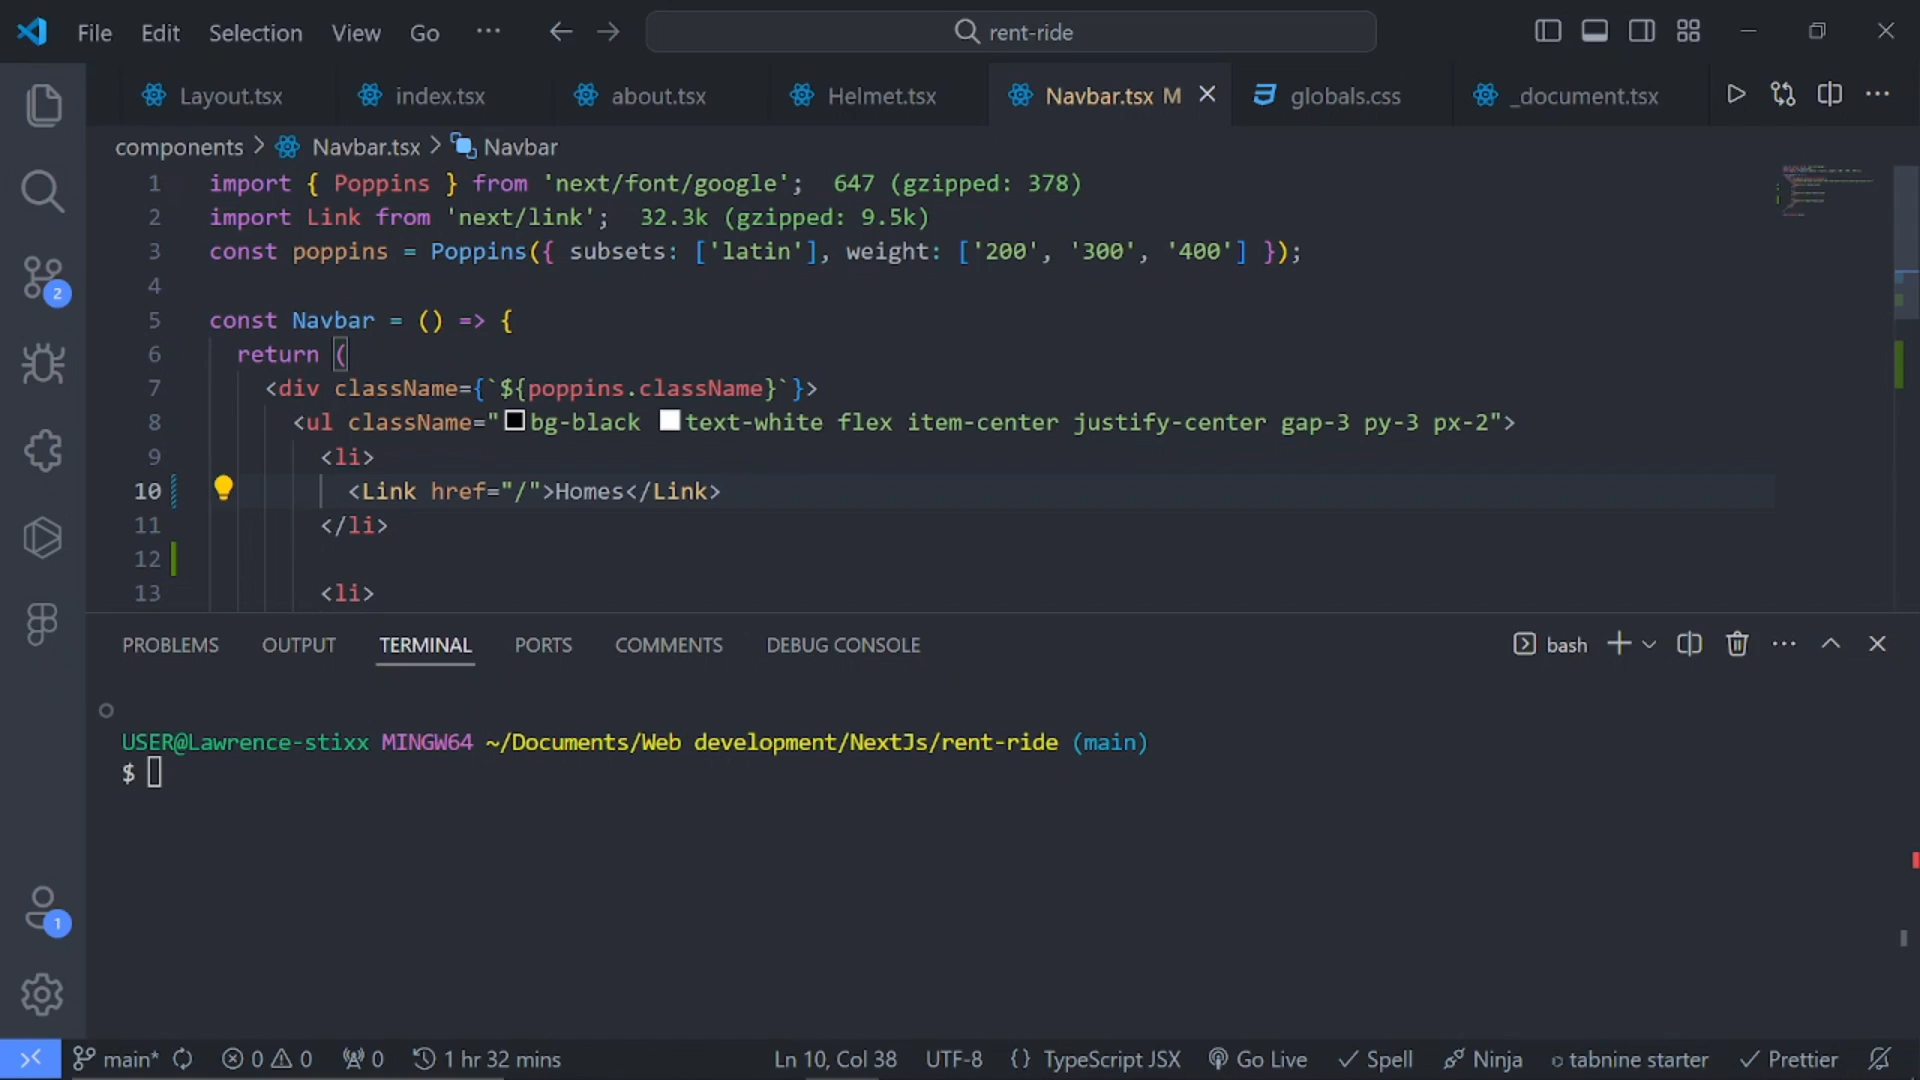 File Edit Selection View Go ··· rent-ride
Layout.tsx index.tsx about.tsx Helmet.tsx Navbar.tsx M globals.css _document.tsx
components > Navbar.tsx > Navbar
1 import { Poppins } from 'next/font/google'; 647 (gzipped: 378)
2 import Link from 'next/link'; 32.3k (gzipped: 9.5k)
3 const poppins = Poppins({ subsets: ['latin'], weight: ['200', '300', '400'] });
4
5 const Navbar = () => {
6 return (
7 <div className={`${poppins.className}`}>
8 <ul className="bg-black text-white flex item-center justify-center gap-3 py-3 px-2">
9 <li>
10 <Link href="/">Homes</Link>
11 </li>
12
13 <li>
PROBLEMS OUTPUT TERMINAL PORTS COMMENTS DEBUG CONSOLE bash
USER@Lawrence-stixx MINGW64 ~/Documents/Web development/NextJs/rent-ride (main)
$
2
1
main* 0 0 0 1 hr 32 mins Ln 10, Col 38 UTF-8 {} TypeScript JSX Go Live Spell Ninja tabnine starter Prettier